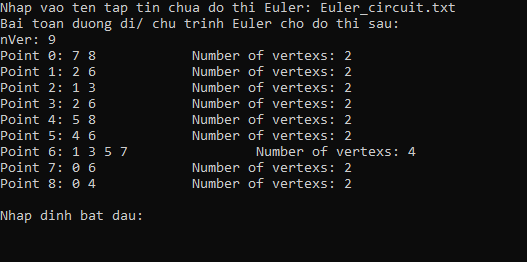 Nhap vao ten tap tin chua do thi Euler: Euler_circuit.txt
Bai toan duong di/ chu trinh Euler cho do thi sau:
nVer: 9
Point 0: 7 8 Number of vertexs: 2
Point 1: 2 6 Number of vertexs: 2
Point 2: 1 3 Number of vertexs: 2
Point 3: 2 6 Number of vertexs: 2
Point 4: 5 8 Number of vertexs: 2
Point 5: 4 6 Number of vertexs: 2
Point 6: 1 3 5 7 Number of vertexs: 4
Point 7: 0 6 Number of vertexs: 2
Point 8: 0 4 Number of vertexs: 2
Nhap dinh bat dau: